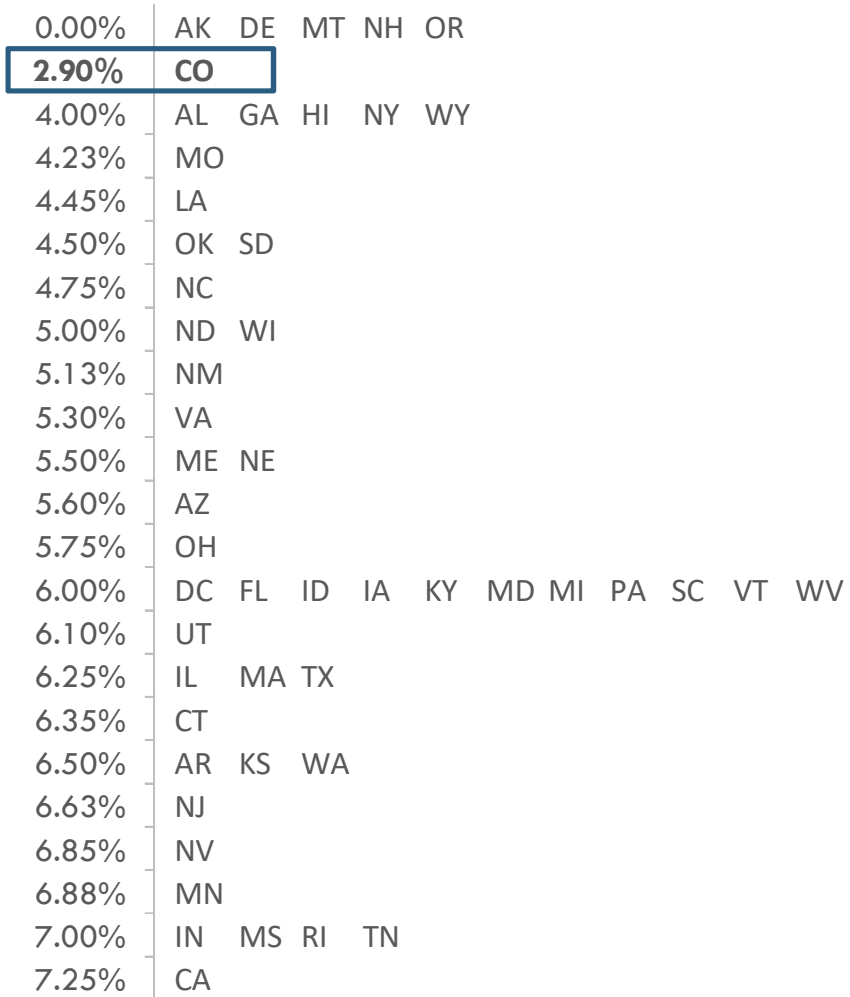 0.00% AK DE MT NH OR
2.90% CO
4.00% AL GA HI NY WY
4.23% MO
4.45% LA
4.50% OK SD
4.75% NC
5.00% ND WI
5.13% NM
5.30% VA
5.50% ME NE
5.60% AZ
5.75% OH
6.00% DC FL ID IA KY MD MI PA SC VT WV
6.10% UT
6.25% IL MA TX
6.35% CT
6.50% AR KS WA
6.63% NJ
6.85% NV
6.88% MN
7.00% IN MS RI TN
7.25% CA